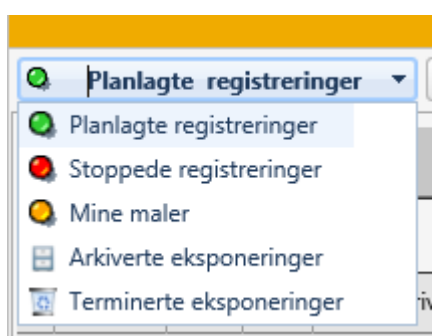 Planlagte registreringer
Planlagte registreringer
Stoppede registreringer
Mine maler
Arkiverte eksponeringer
Terminerte eksponeringer